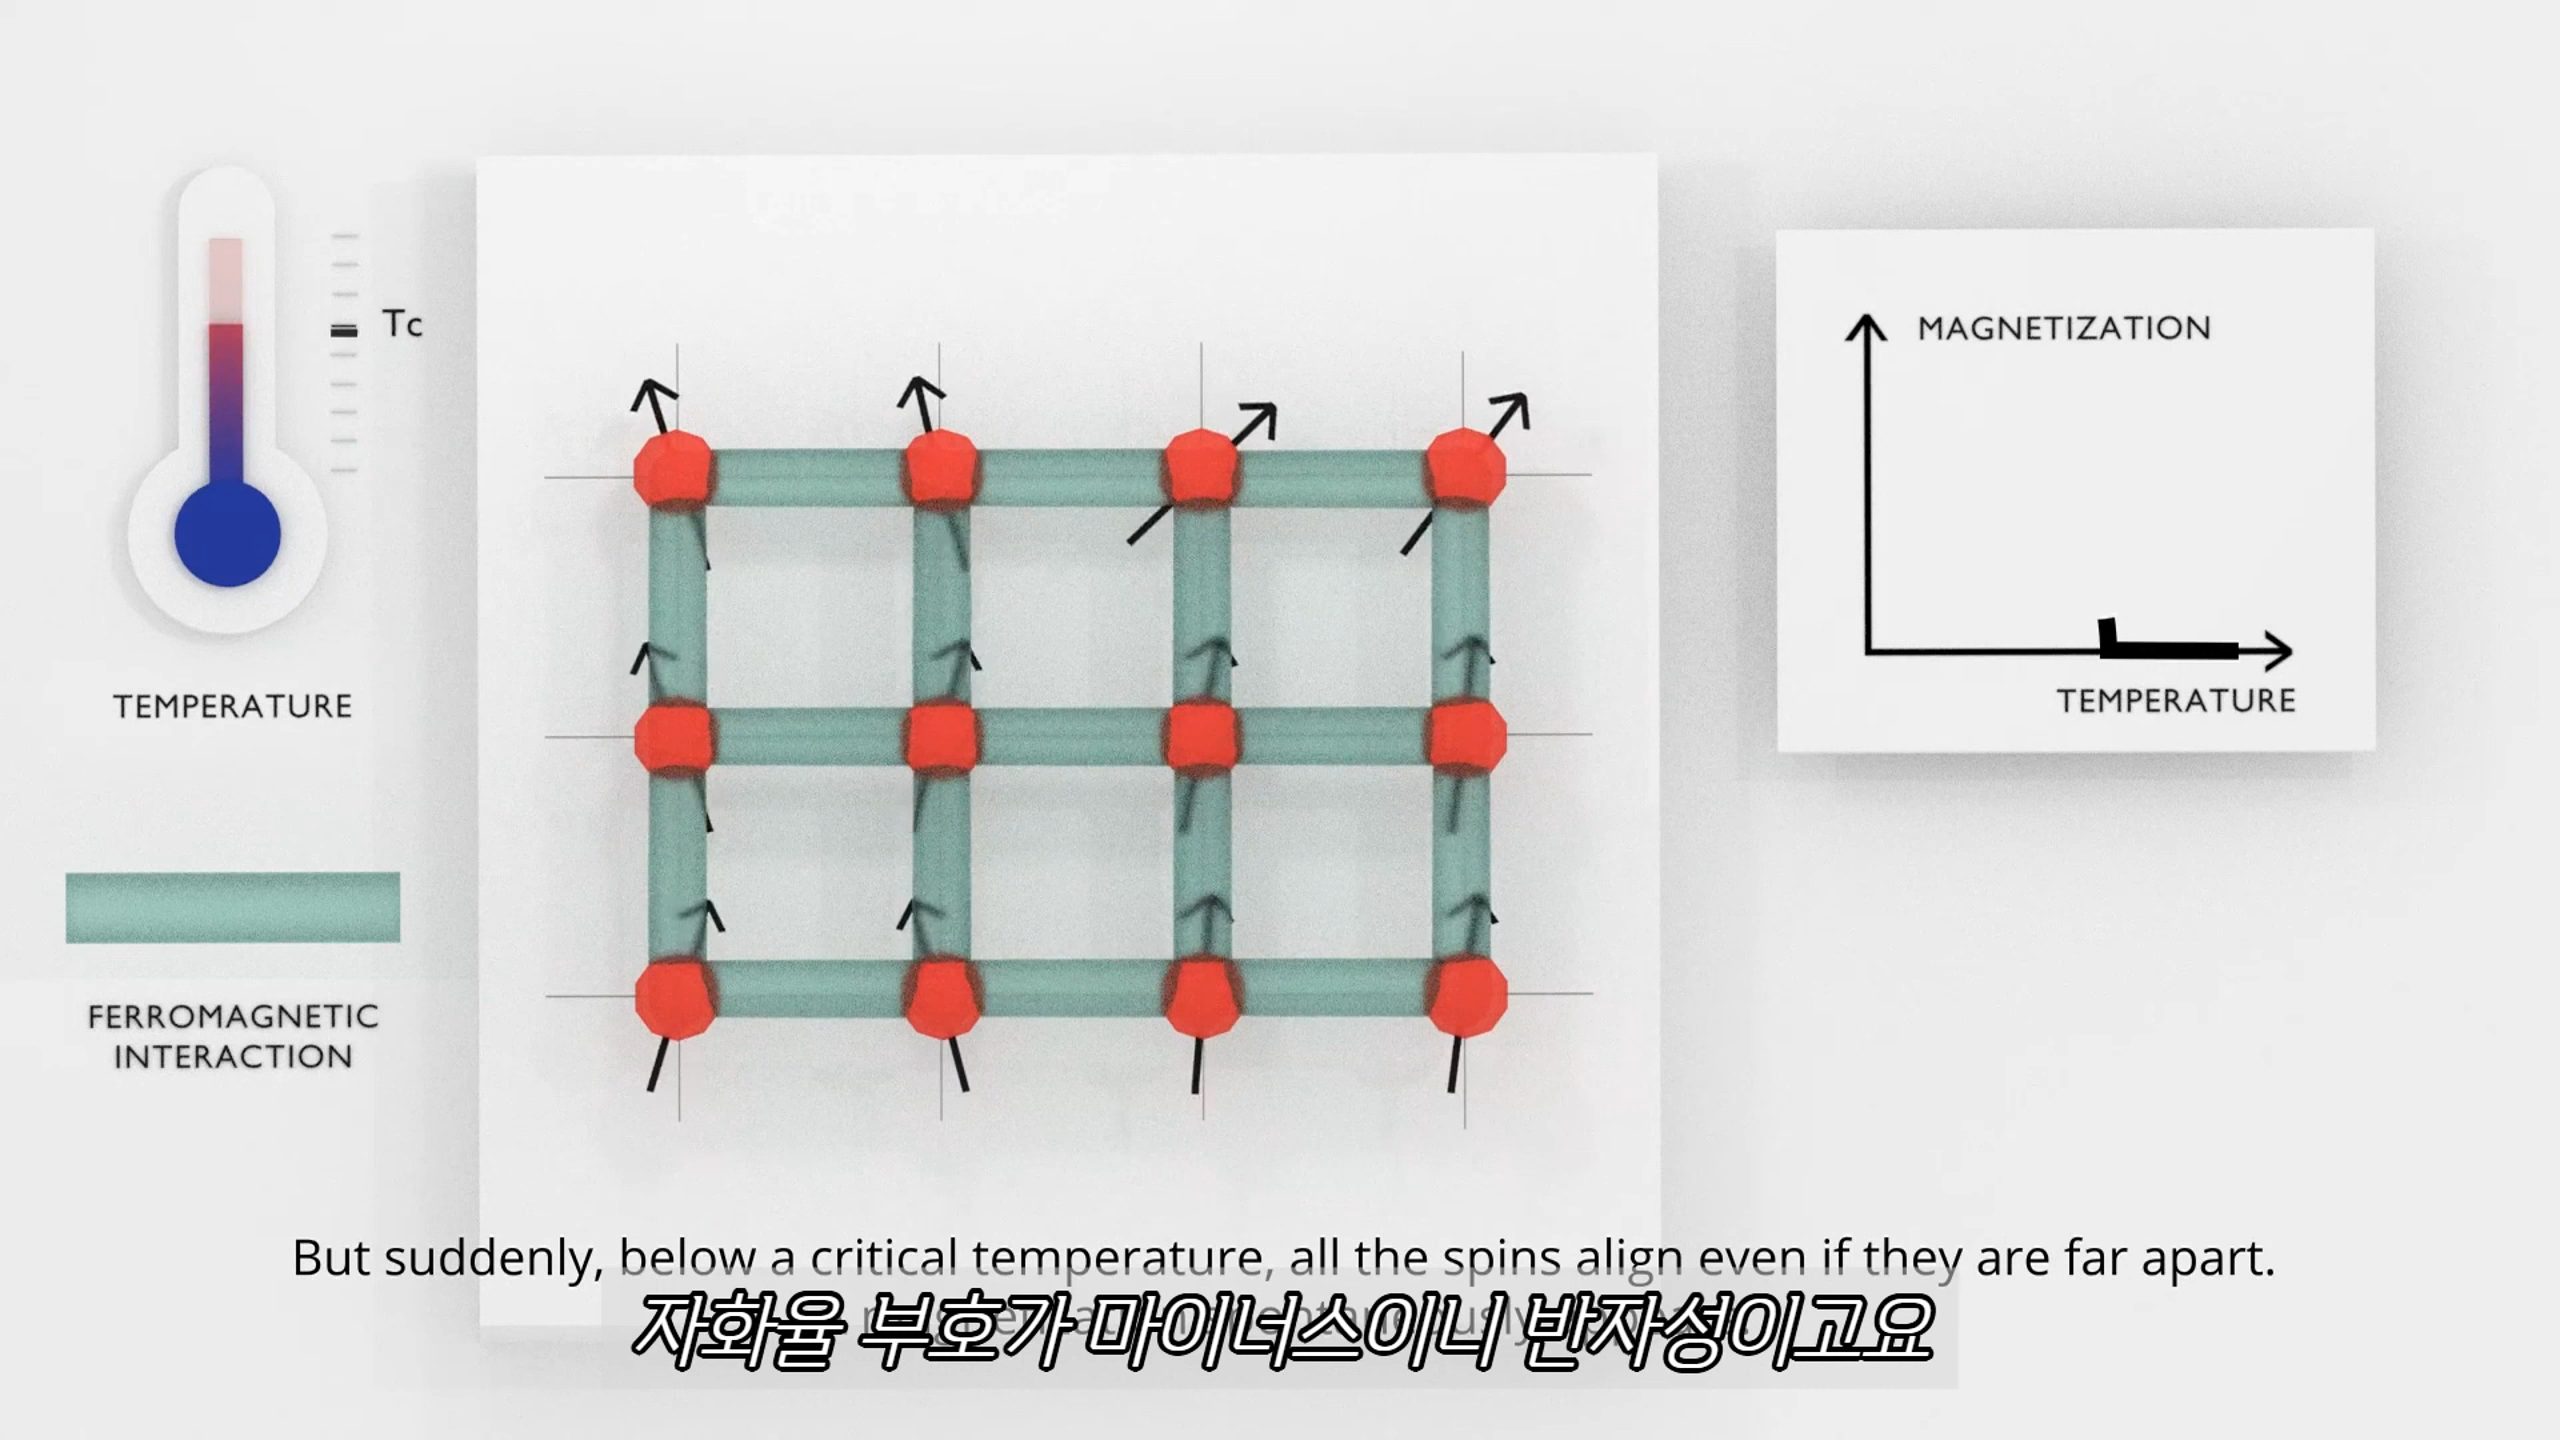 Tc
MAGNETIZATION
TEMPERATURE
TEMPERATURE
FERROMAGNETIC
INTERACTION
But suddenly, below a critical temperature, all the spins align even if they are far apart.
자화율 부호가 마이너스이니 반자성이고요